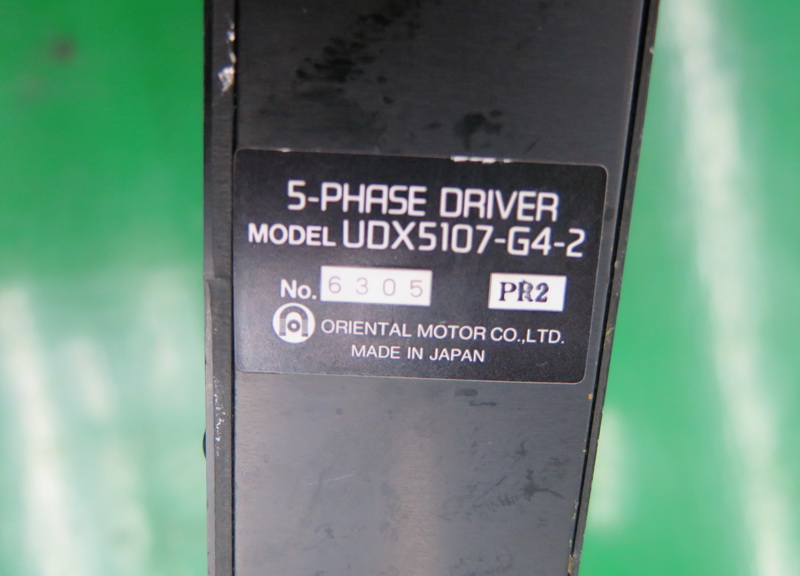 5-PHASE DRIVER
MODEL UDX5107-G4-2
No. 6305 PR2
ORIENTAL MOTOR CO.,LTD.
MADE IN JAPAN